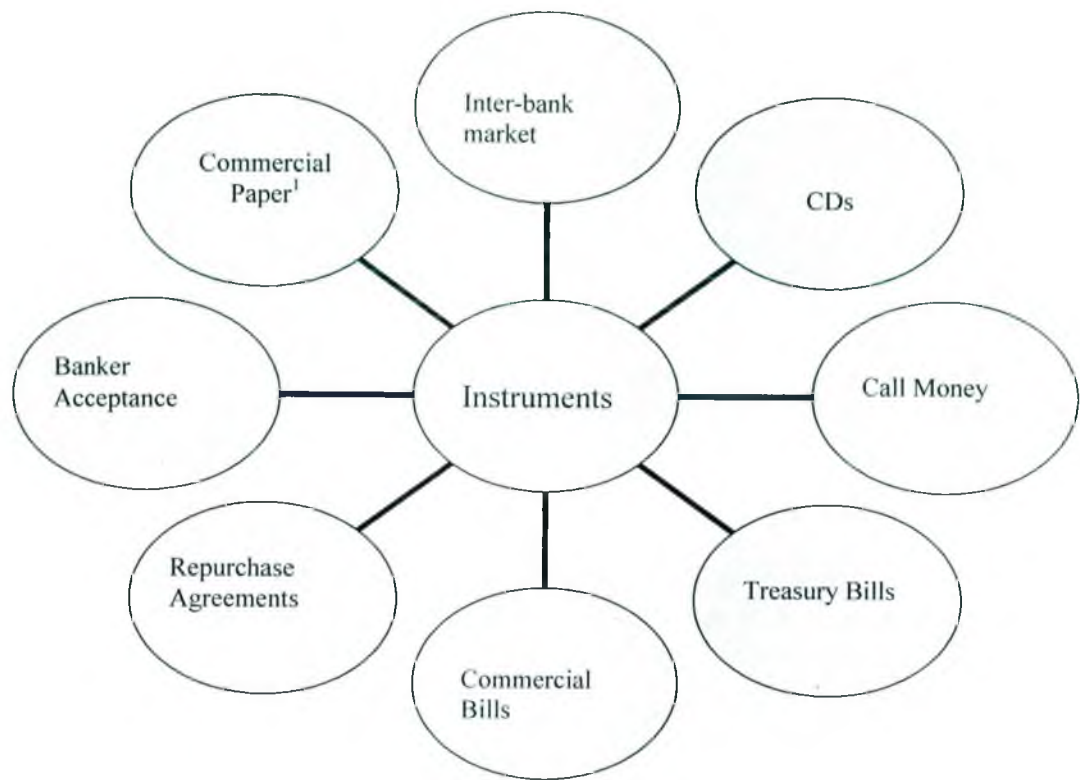 Inter-bank
market
Commercial
Paper¹
CDs
Banker
Acceptance
Instruments
Call Money
Repurchase
Agreements
Treasury Bills
Commercial
Bills